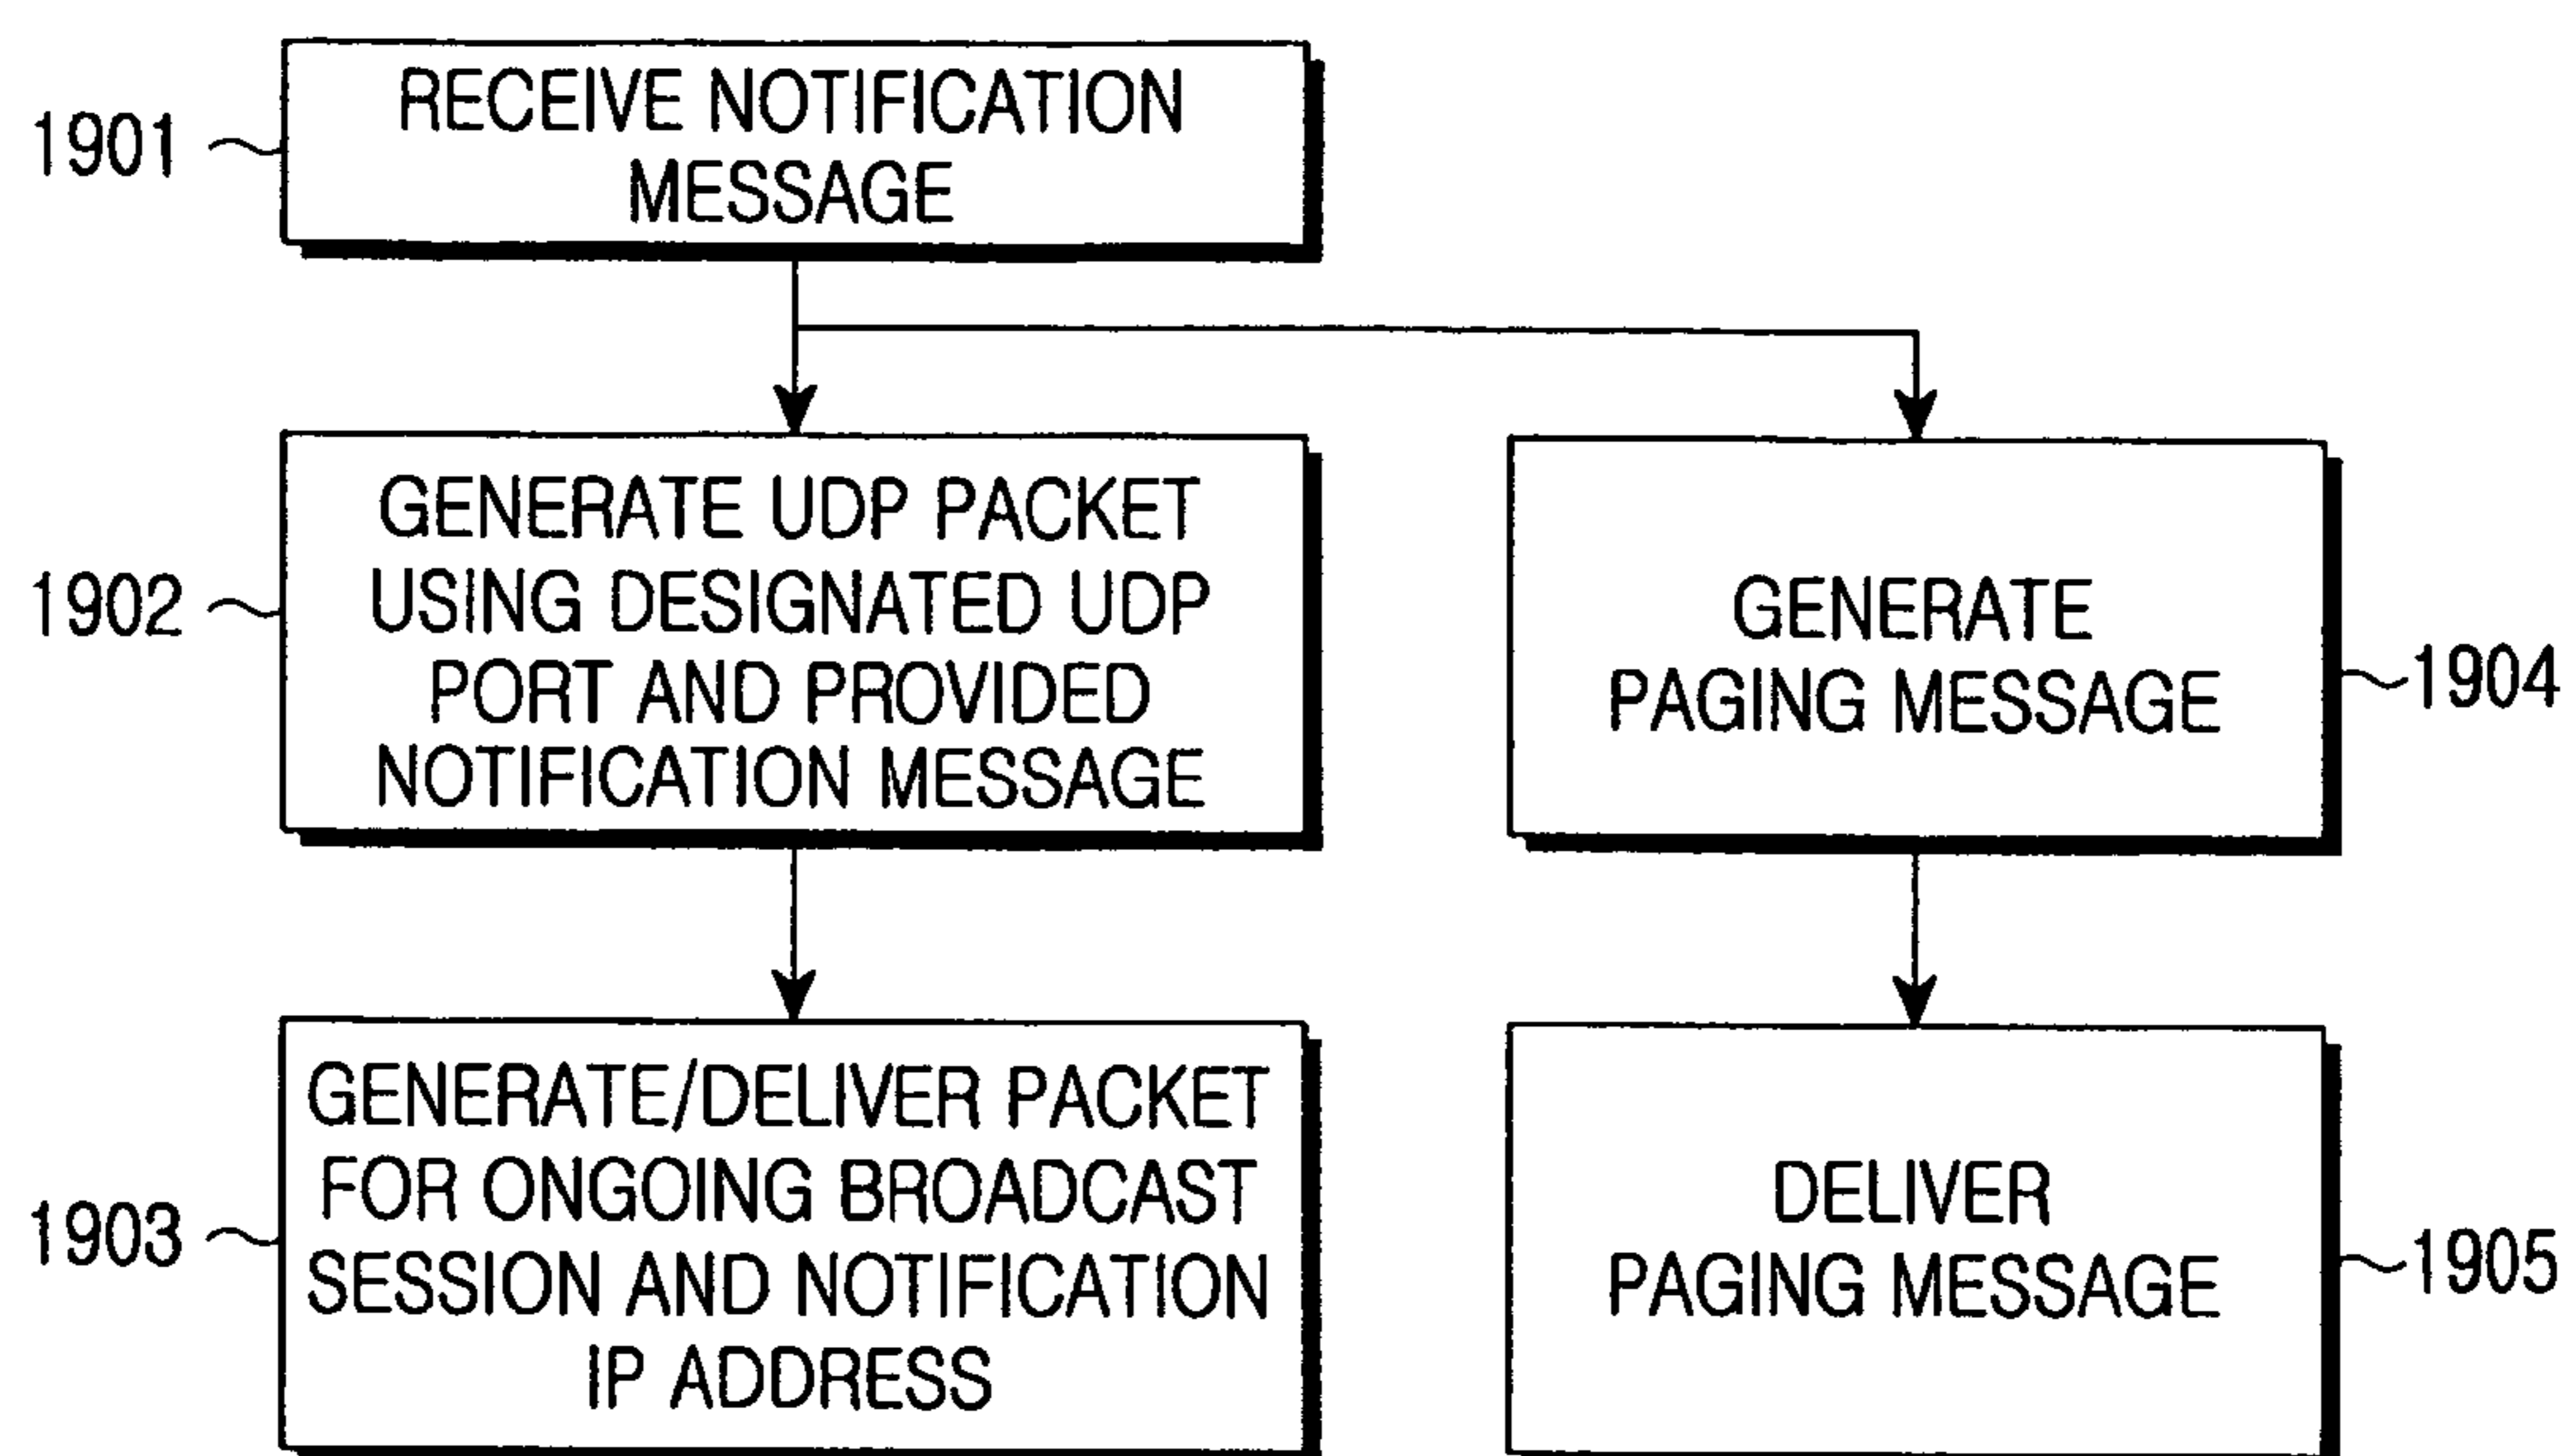 1901
RECEIVE NOTIFICATION
MESSAGE
1902
GENERATE UDP PACKET
USING DESIGNATED UDP
PORT AND PROVIDED
NOTIFICATION MESSAGE
GENERATE
PAGING MESSAGE
1904
1903
GENERATE/DELIVER PACKET
FOR ONGOING BROADCAST
SESSION AND NOTIFICATION
IP ADDRESS
DELIVER
PAGING MESSAGE
1905